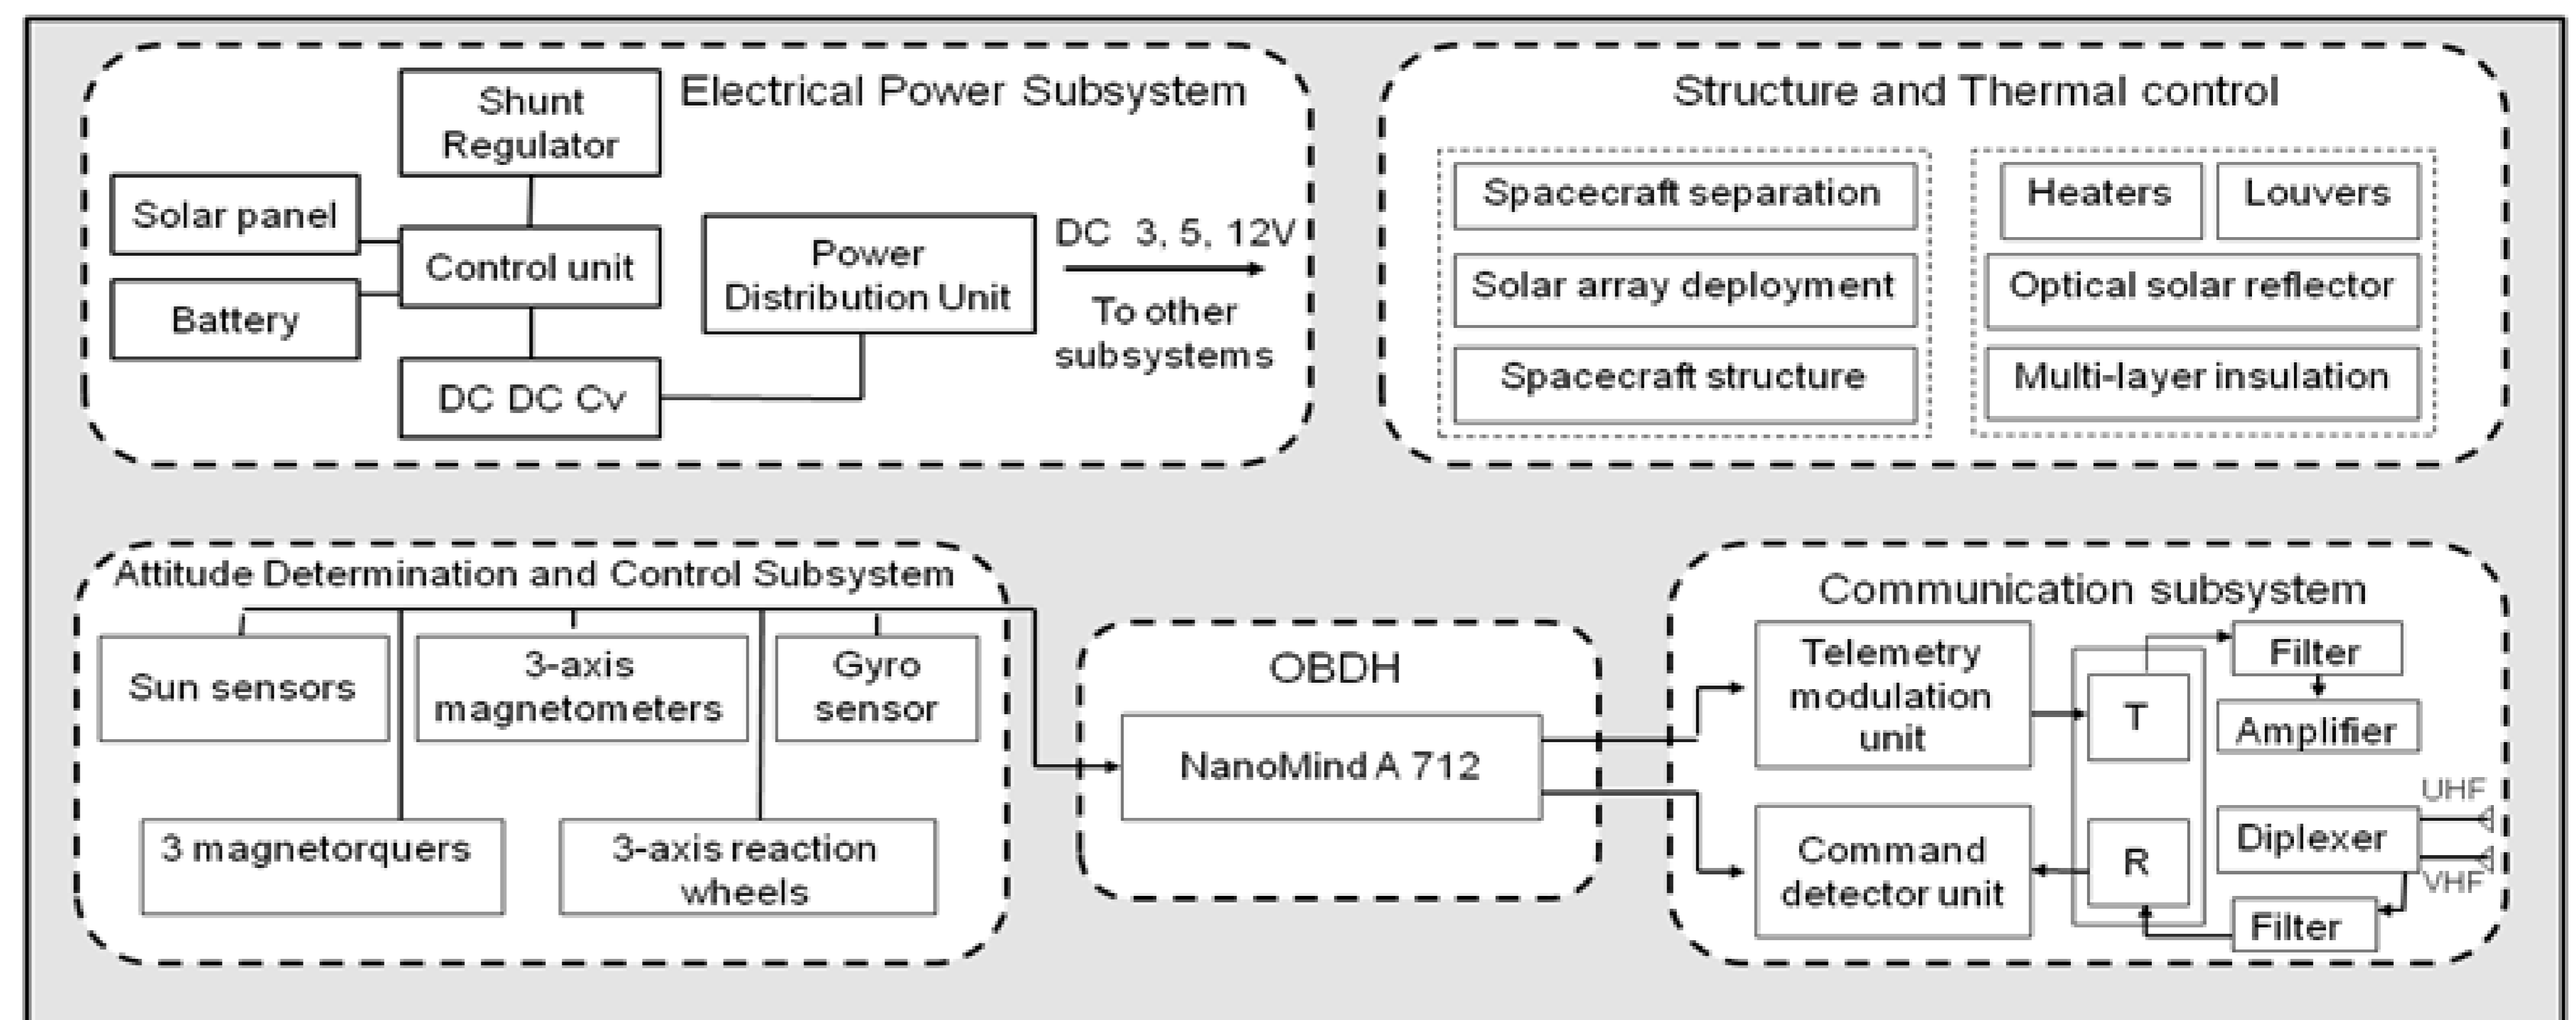 Electrical Power Subsystem
Shunt
Regulator
Solar panel
Control unit
Battery
DC DC Cv
Power
Distribution Unit
DC 3, 5, 12V
To other
subsystems
Structure and Thermal control
Spacecraft separation
Solar array deployment
Spacecraft structure
Heaters
Louvers
Optical solar reflector
Multi-layer insulation
Attitude Determination and Control Subsystem
Sun sensors
3-axis
magnetometers
Gyro
sensor
3 magnetorquers
3-axis reaction
wheels
OBDH
NanoMind A 712
Communication subsystem
Telemetry
modulation
unit
Command
detector unit
T
R
Filter
Amplifier
UHF
Diplexer
VHF
Filter